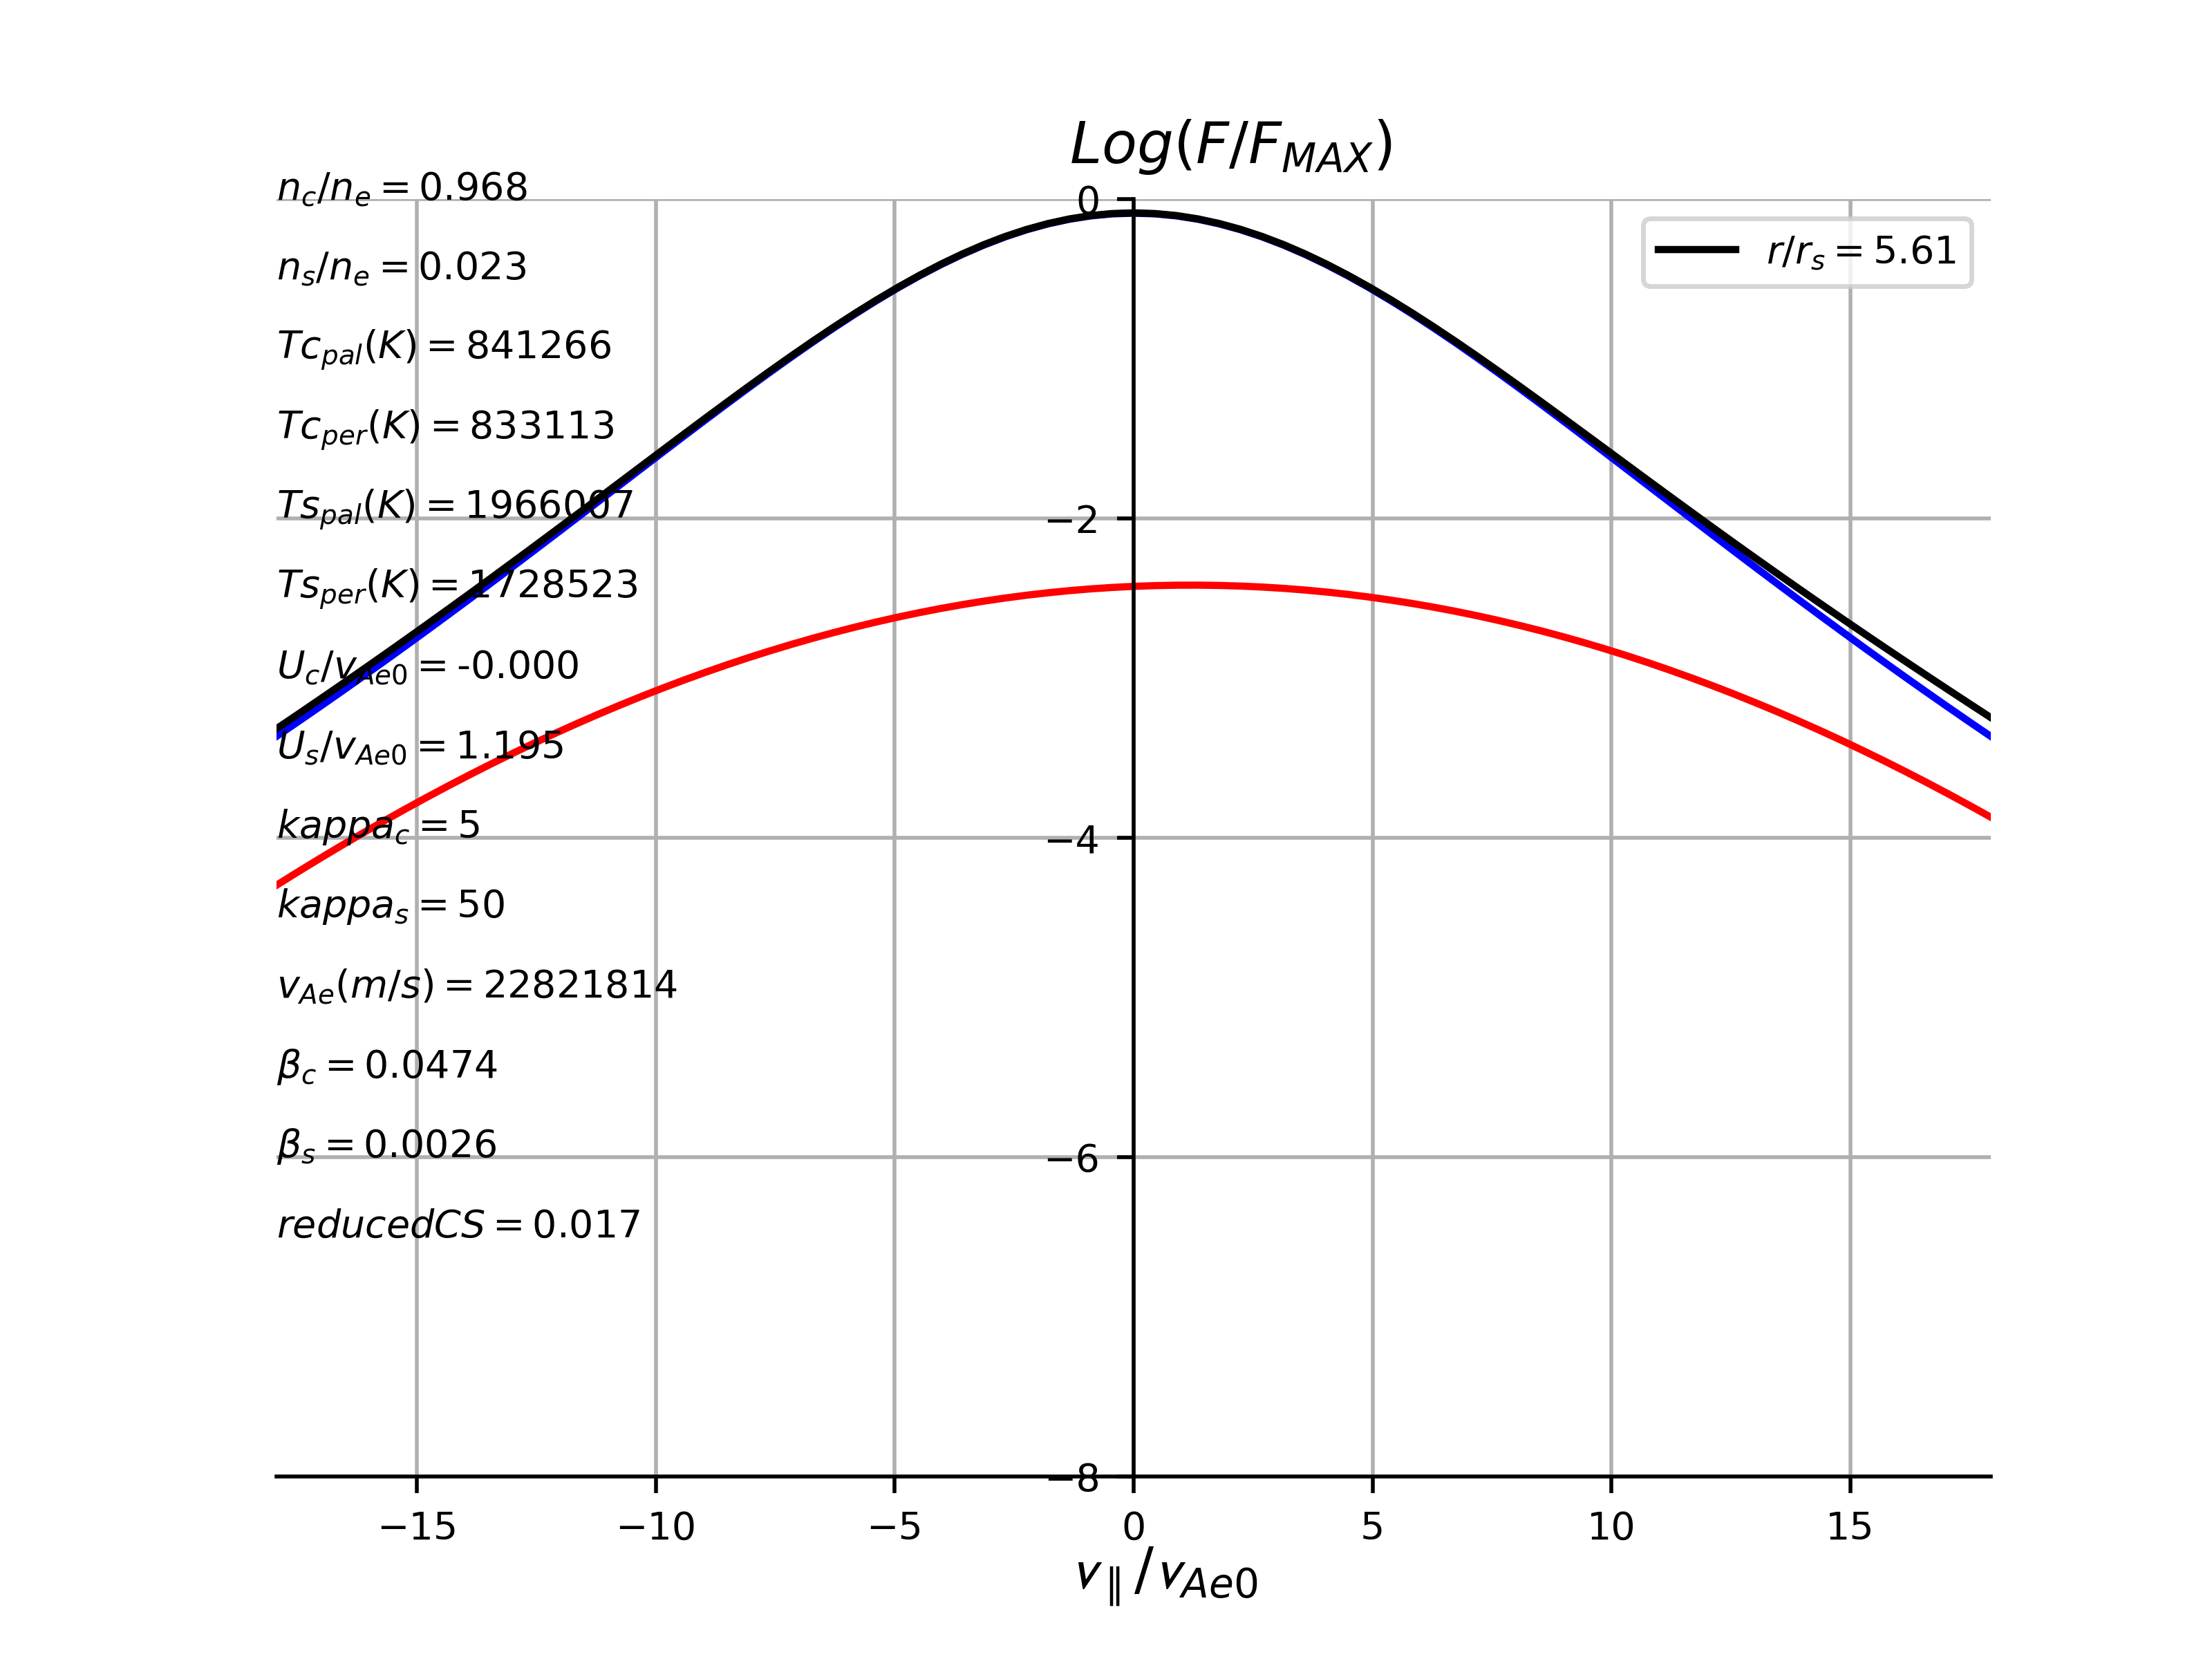 Log(F/F_MAX)
n_c/n_e = 0.968
n_s/n_e = 0.023
Tc_pal(K) = 841266
Tc_per(K) = 833113
Ts_pal(K) = 1966007
Ts_per(K) = 1728523
U_c/v_Ae0 = -0.000
U_s/v_Ae0 = 1.195
kappa_c = 5
kappa_s = 50
v_Ae(m/s) = 22821814
β_c = 0.0474
β_s = 0.0026
reducedCS = 0.017
r/r_s = 5.61
0
−2
−4
−6
−8
−15 −10 −5 0 5 10 15
v_∥/v_Ae0